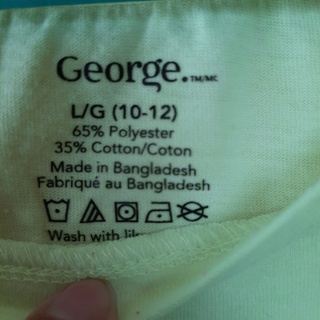 George.TM/MC
L/G (10-12)
65% Polyester
35% Cotton/Coton
Made in Bangladesh
Fabriqué au Bangladesh
Wash with